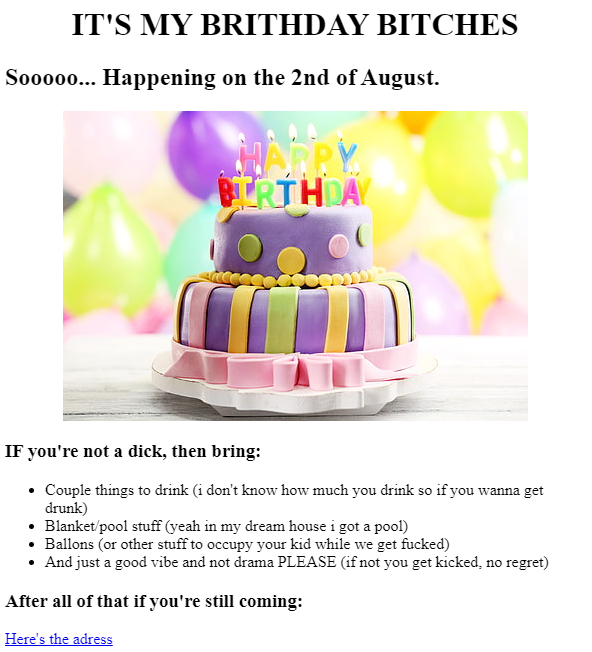 IT'S MY BRITHDAY BITCHES
Sooooo... Happening on the 2nd of August.
HAPPY
BIRTHDAY
IF you're not a dick, then bring:
Couple things to drink (i don't know how much you drink so if you wanna get
drunk)
Blanket/pool stuff (yeah in my dream house i got a pool)
Ballons (or other stuff to occupy your kid while we get fucked)
And just a good vibe and not drama PLEASE (if not you get kicked, no regret)
After all of that if you're still coming:
Here's the adress